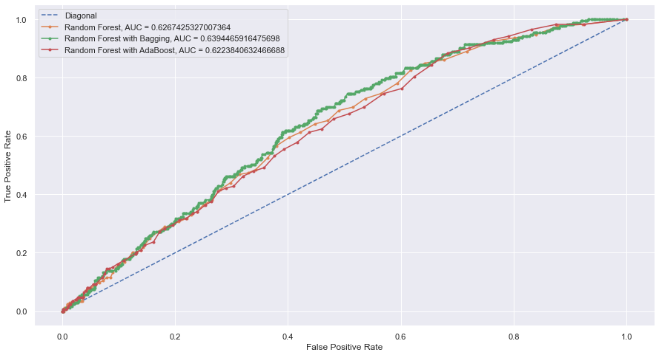 Diagonal
Random Forest, AUC = 0.6267425327007364
Random Forest with Bagging, AUC = 0.6394465916475698
Random Forest with AdaBoost, AUC = 0.6223840632466688
True Positive Rate
1.0
0.8
0.6
0.4
0.2
0.0
0.0 0.2 0.4 0.6 0.8 1.0
False Positive Rate